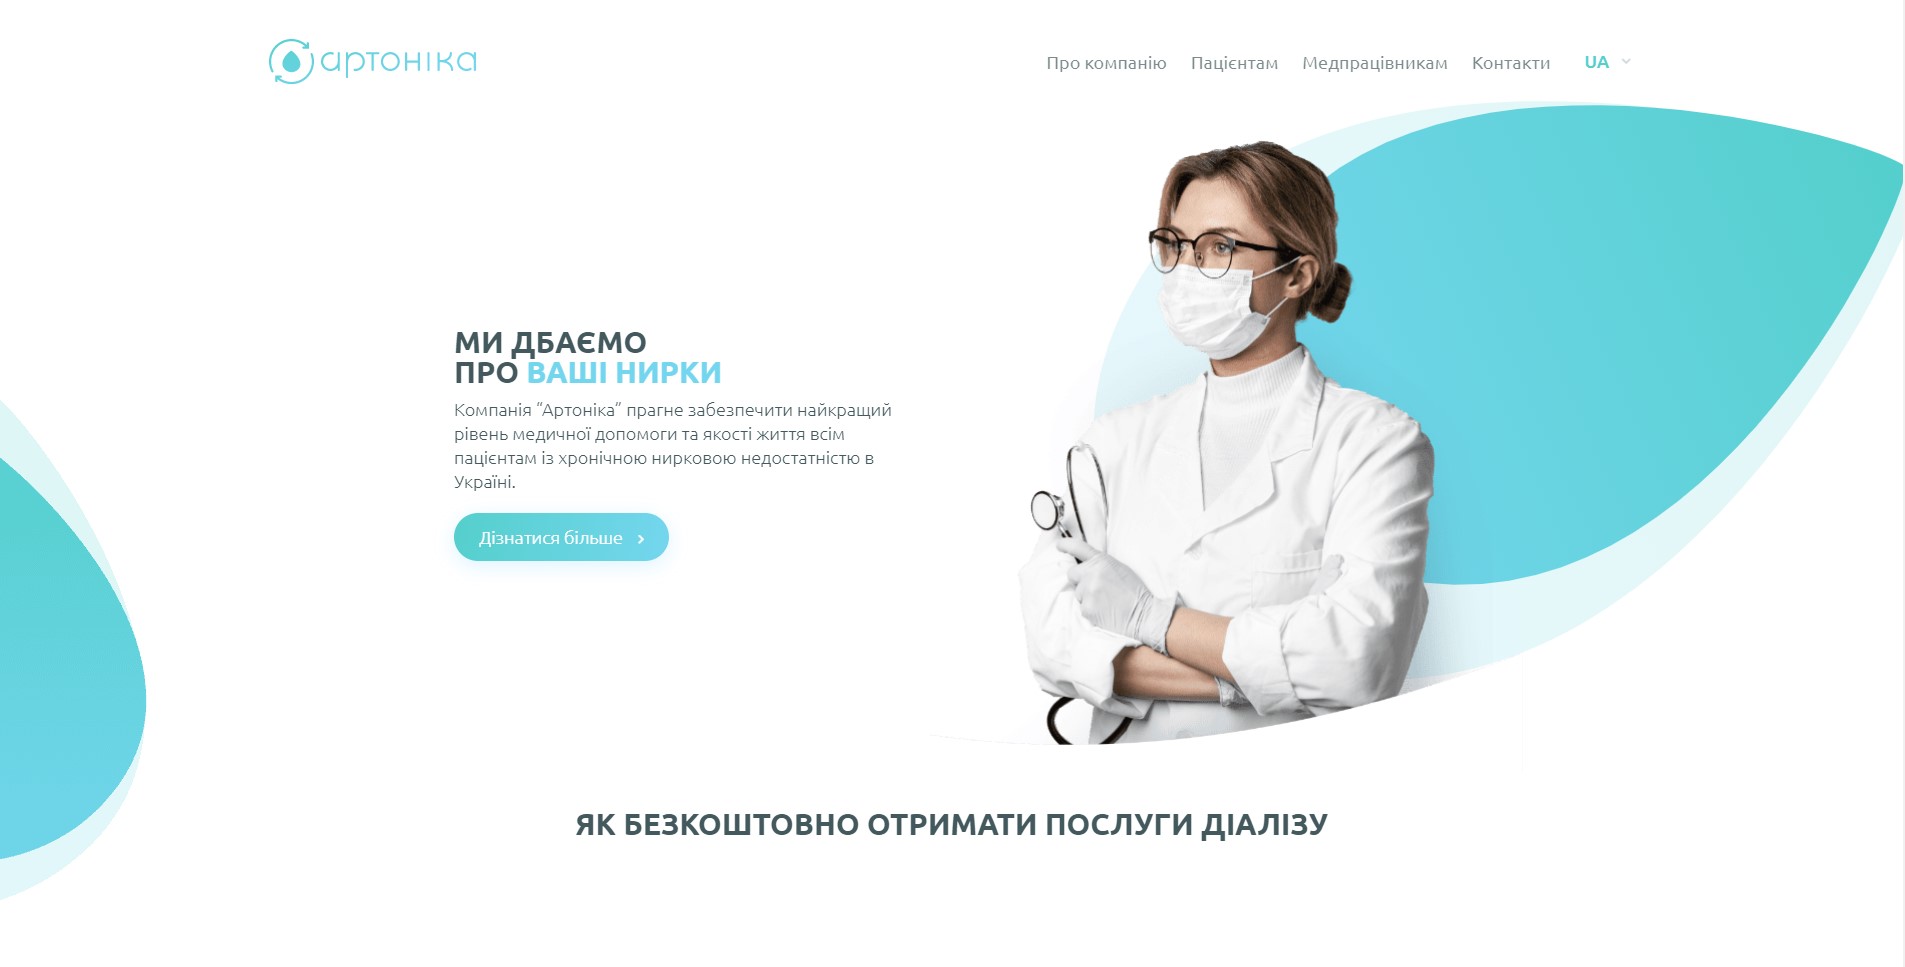 артоніка
Про компанію Пацієнтам Медпрацівникам Контакти UA
МИ ДБАЄМО
ПРО ВАШІ НИРКИ
Компанія “Артоніка” прагне забезпечити найкращий
рівень медичної допомоги та якості життя всім
пацієнтам із хронічною нирковою недостатністю в
Україні.
Дізнатися більше
ЯК БЕЗКОШТОВНО ОТРИМАТИ ПОСЛУГИ ДІАЛІЗУ